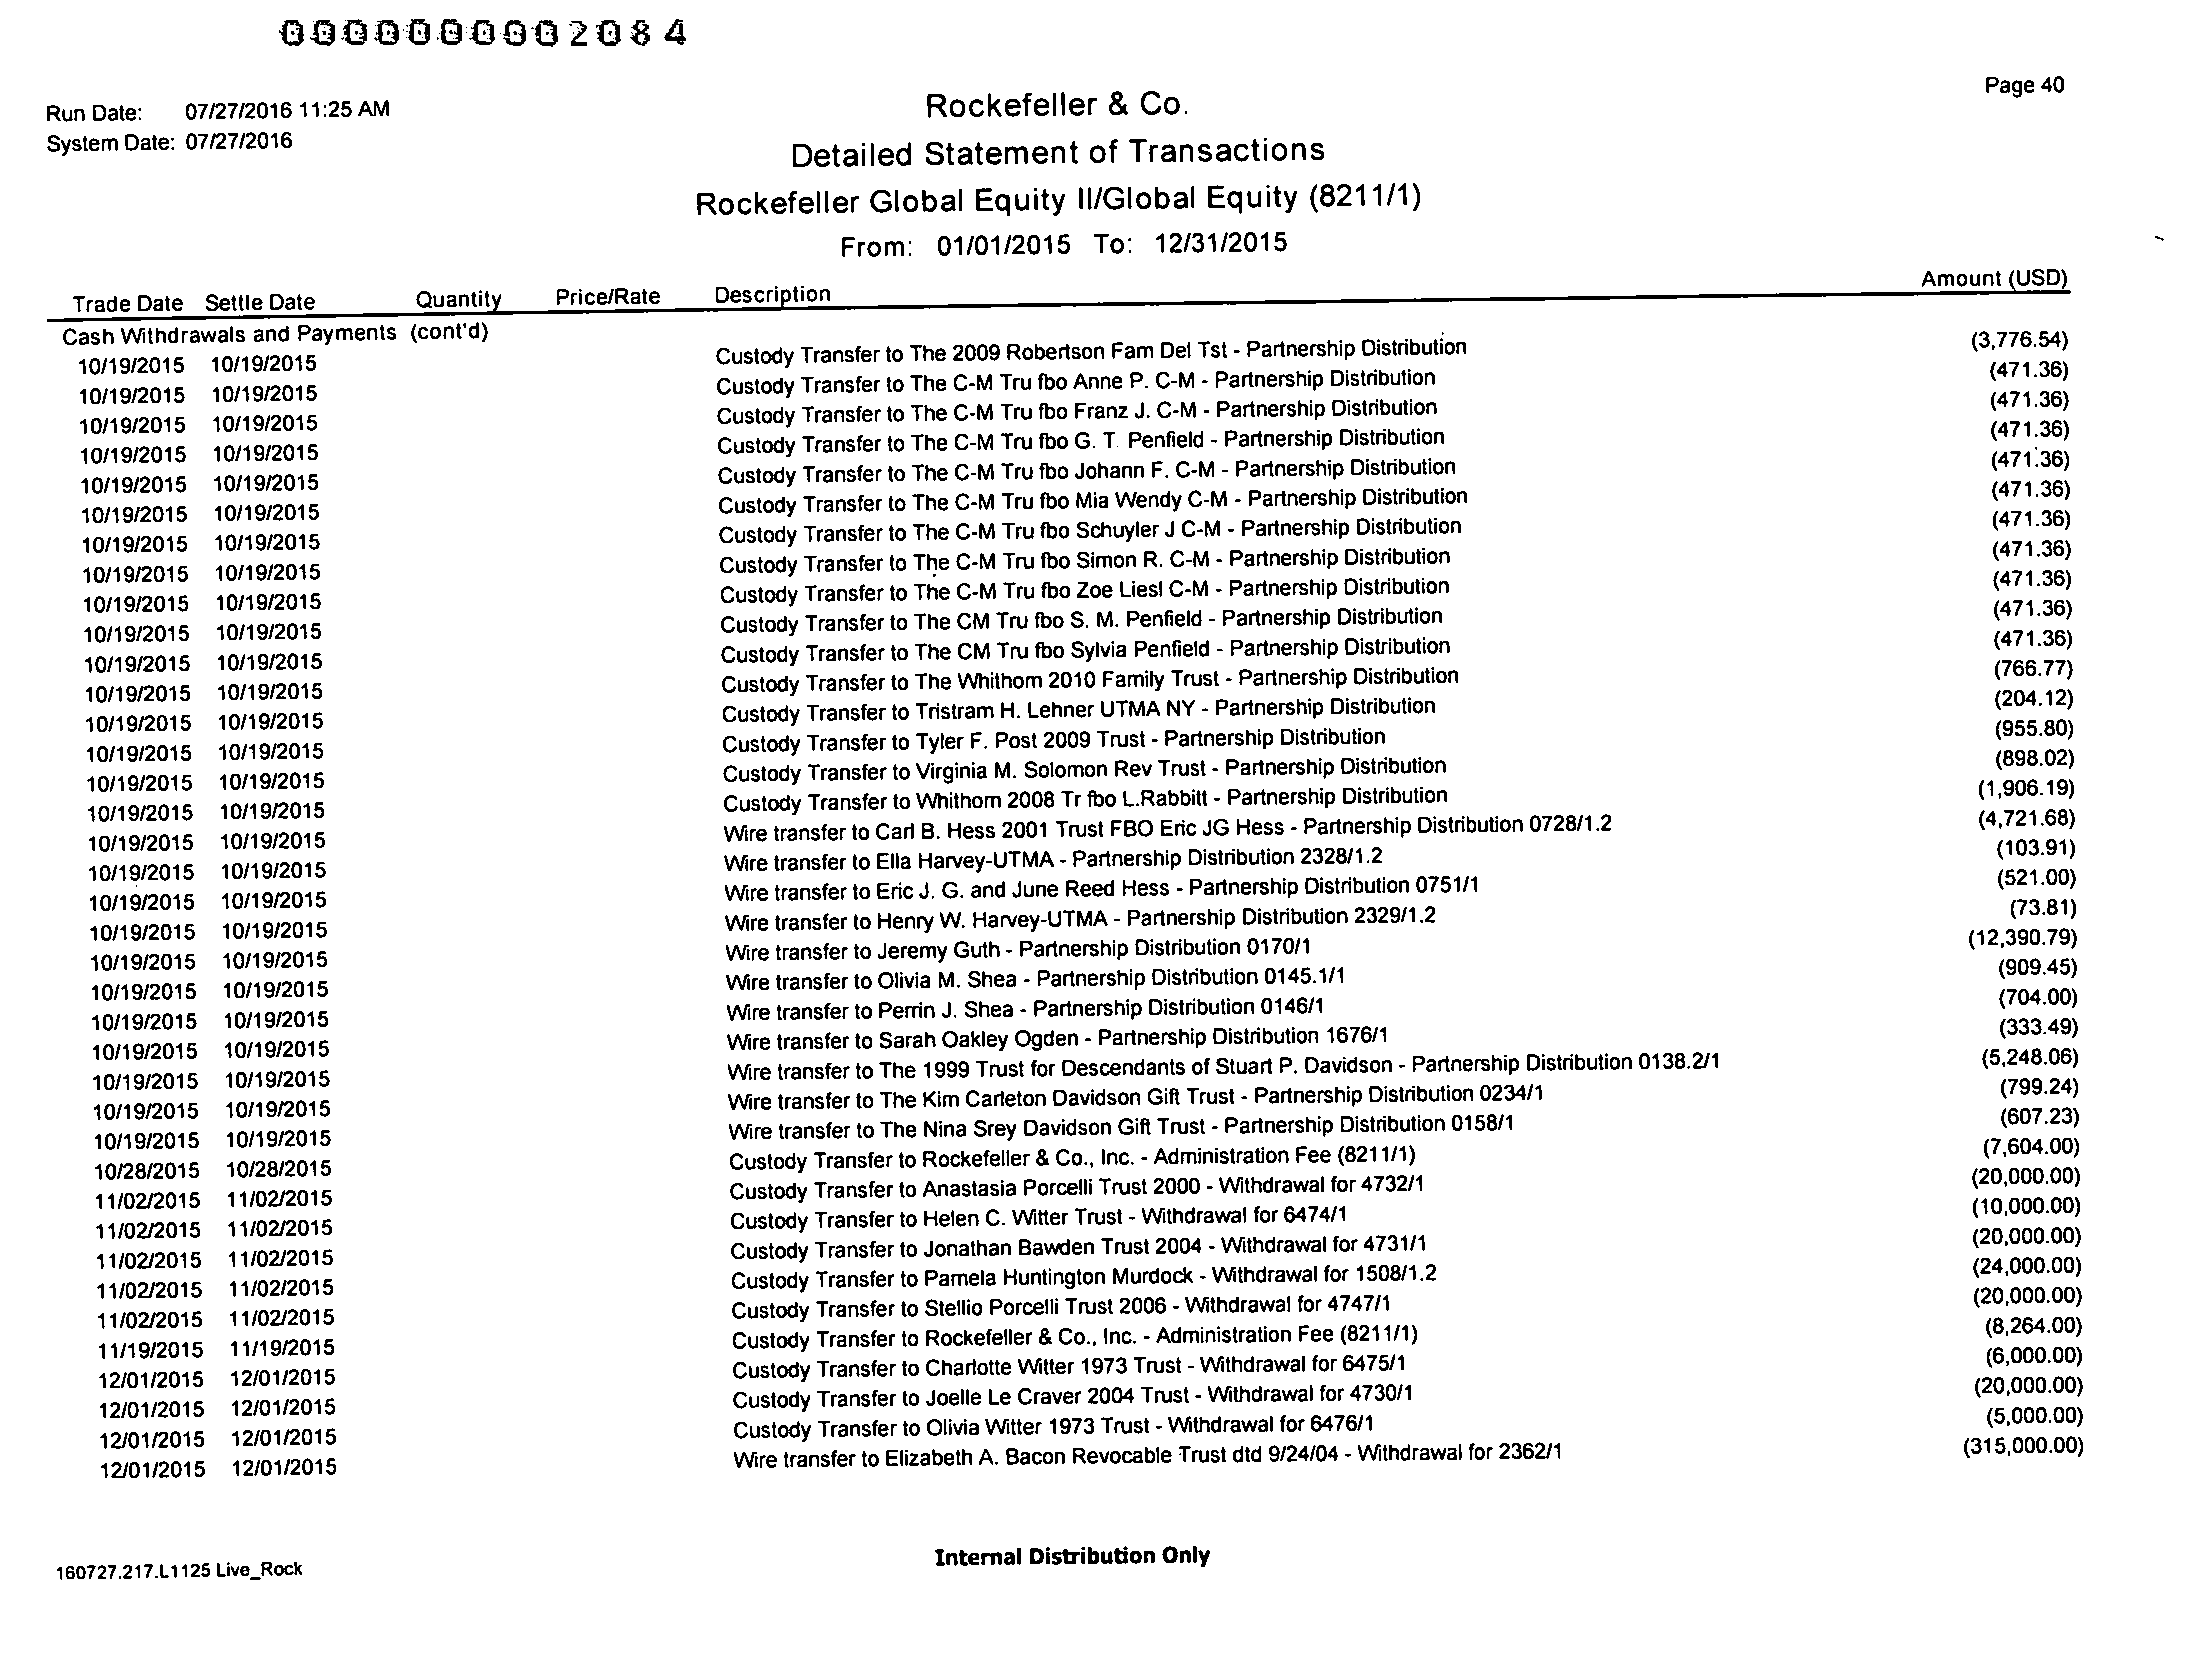 000000002084
Page 40
Run Date: 07/27/2016 11:25 AM
System Date: 07/27/2016
Rockefeller & Co.
Detailed Statement of Transactions
Rockefeller Global Equity II/Global Equity (8211/1)
From: 01/01/2015 To: 12/31/2015
Trade Date Settle Date Quantity Price/Rate Description Amount (USD)
Cash Withdrawals and Payments (cont'd)
10/19/2015 10/19/2015 Custody Transfer to The 2009 Robertson Fam Del Tst - Partnership Distribution (3,776.54)
10/19/2015 10/19/2015 Custody Transfer to The C-M Tru fbo Anne P. C-M - Partnership Distribution (471.36)
10/19/2015 10/19/2015 Custody Transfer to The C-M Tru fbo Franz J. C-M - Partnership Distribution (471.36)
10/19/2015 10/19/2015 Custody Transfer to The C-M Tru fbo G. T. Penfield - Partnership Distribution (471.36)
10/19/2015 10/19/2015 Custody Transfer to The C-M Tru fbo Johann F. C-M - Partnership Distribution (471.36)
10/19/2015 10/19/2015 Custody Transfer to The C-M Tru fbo Mia Wendy C-M - Partnership Distribution (471.36)
10/19/2015 10/19/2015 Custody Transfer to The C-M Tru fbo Schuyler J C-M - Partnership Distribution (471.36)
10/19/2015 10/19/2015 Custody Transfer to The C-M Tru fbo Simon R. C-M - Partnership Distribution (471.36)
10/19/2015 10/19/2015 Custody Transfer to The C-M Tru fbo Zoe Liesl C-M - Partnership Distribution (471.36)
10/19/2015 10/19/2015 Custody Transfer to The CM Tru fbo S. M. Penfield - Partnership Distribution (471.36)
10/19/2015 10/19/2015 Custody Transfer to The CM Tru fbo Sylvia Penfield - Partnership Distribution (471.36)
10/19/2015 10/19/2015 Custody Transfer to The Whithom 2010 Family Trust - Partnership Distribution (766.77)
10/19/2015 10/19/2015 Custody Transfer to Tristram H. Lehner UTMA NY - Partnership Distribution (204.12)
10/19/2015 10/19/2015 Custody Transfer to Tyler F. Post 2009 Trust - Partnership Distribution (955.80)
10/19/2015 10/19/2015 Custody Transfer to Virginia M. Solomon Rev Trust - Partnership Distribution (898.02)
10/19/2015 10/19/2015 Custody Transfer to Whithom 2008 Tr fbo L.Rabbitt - Partnership Distribution (1,906.19)
10/19/2015 10/19/2015 Wire transfer to Carl B. Hess 2001 Trust FBO Eric JG Hess - Partnership Distribution 0728/1.2 (4,721.68)
10/19/2015 10/19/2015 Wire transfer to Ella Harvey-UTMA - Partnership Distribution 2328/1.2 (103.91)
10/19/2015 10/19/2015 Wire transfer to Eric J. G. and June Reed Hess - Partnership Distribution 0751/1 (521.00)
10/19/2015 10/19/2015 Wire transfer to Henry W. Harvey-UTMA - Partnership Distribution 2329/1.2 (73.81)
10/19/2015 10/19/2015 Wire transfer to Jeremy Guth - Partnership Distribution 0170/1 (12,390.79)
10/19/2015 10/19/2015 Wire transfer to Olivia M. Shea - Partnership Distribution 0145.1/1 (909.45)
10/19/2015 10/19/2015 Wire transfer to Perrin J. Shea - Partnership Distribution 0146/1 (704.00)
10/19/2015 10/19/2015 Wire transfer to Sarah Oakley Ogden - Partnership Distribution 1676/1 (333.49)
10/19/2015 10/19/2015 Wire transfer to The 1999 Trust for Descendants of Stuart P. Davidson - Partnership Distribution 0138.2/1 (5,248.06)
10/19/2015 10/19/2015 Wire transfer to The Kim Carleton Davidson Gift Trust - Partnership Distribution 0234/1 (799.24)
10/19/2015 10/19/2015 Wire transfer to The Nina Srey Davidson Gift Trust - Partnership Distribution 0158/1 (607.23)
10/28/2015 10/28/2015 Custody Transfer to Rockefeller & Co., Inc. - Administration Fee (8211/1) (7,604.00)
11/02/2015 11/02/2015 Custody Transfer to Anastasia Porcelli Trust 2000 - Withdrawal for 4732/1 (20,000.00)
11/02/2015 11/02/2015 Custody Transfer to Helen C. Witter Trust - Withdrawal for 6474/1 (10,000.00)
11/02/2015 11/02/2015 Custody Transfer to Jonathan Bawden Trust 2004 - Withdrawal for 4731/1 (20,000.00)
11/02/2015 11/02/2015 Custody Transfer to Pamela Huntington Murdock - Withdrawal for 1508/1.2 (24,000.00)
11/02/2015 11/02/2015 Custody Transfer to Stellio Porcelli Trust 2006 - Withdrawal for 4747/1 (20,000.00)
11/19/2015 11/19/2015 Custody Transfer to Rockefeller & Co., Inc. - Administration Fee (8211/1) (8,264.00)
12/01/2015 12/01/2015 Custody Transfer to Charlotte Witter 1973 Trust - Withdrawal for 6475/1 (6,000.00)
12/01/2015 12/01/2015 Custody Transfer to Joelle Le Craver 2004 Trust - Withdrawal for 4730/1 (20,000.00)
12/01/2015 12/01/2015 Custody Transfer to Olivia Witter 1973 Trust - Withdrawal for 6476/1 (5,000.00)
12/01/2015 12/01/2015 Wire transfer to Elizabeth A. Bacon Revocable Trust dtd 9/24/04 - Withdrawal for 2362/1 (315,000.00)
Internal Distribution Only
160727.217.L1125 Live_Rock